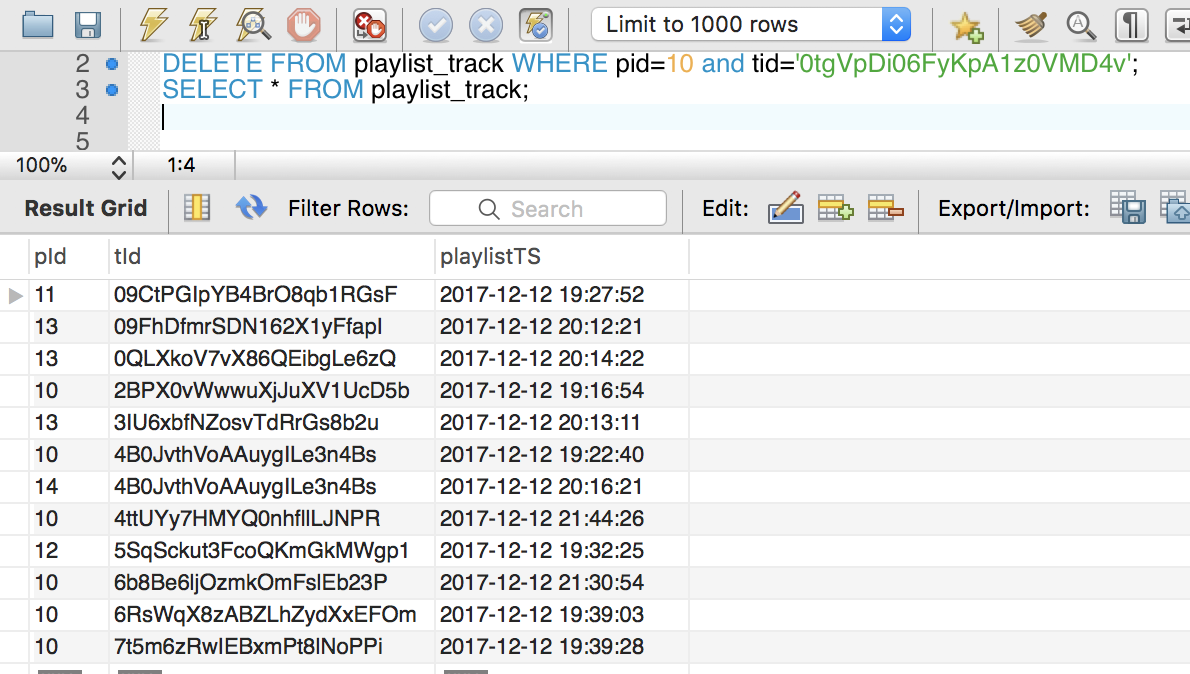 Limit to 1000 rows
2 DELETE FROM playlist_track WHERE pid=10 and tid='0tgVpDi06FyKpA1z0VMD4v';
3 SELECT * FROM playlist_track;
4
5
100% 1:4
Result Grid Filter Rows: Search Edit: Export/Import:
pId tId playlistTS
11 09CtPGIpYB4BrO8qb1RGsF 2017-12-12 19:27:52
13 09FhDfmrSDN162X1yFfapI 2017-12-12 20:12:21
13 0QLXkoV7vX86QEibgLe6zQ 2017-12-12 20:14:22
10 2BPX0vWwwuXjJuXV1UcD5b 2017-12-12 19:16:54
13 3IU6xbfNZosvTdRrGs8b2u 2017-12-12 20:13:11
10 4B0JvthVoAAuygILe3n4Bs 2017-12-12 19:22:40
14 4B0JvthVoAAuygILe3n4Bs 2017-12-12 20:16:21
10 4ttUYy7HMYQ0nhfllLJNPR 2017-12-12 21:44:26
12 5SqSckut3FcoQKmGkMWgp1 2017-12-12 19:32:25
10 6b8Be6ljOzmkOmFslEb23P 2017-12-12 21:30:54
10 6RsWqX8zABZLhZydXxEFOm 2017-12-12 19:39:03
10 7t5m6zRwIEBxmPt8INoPPi 2017-12-12 19:39:28